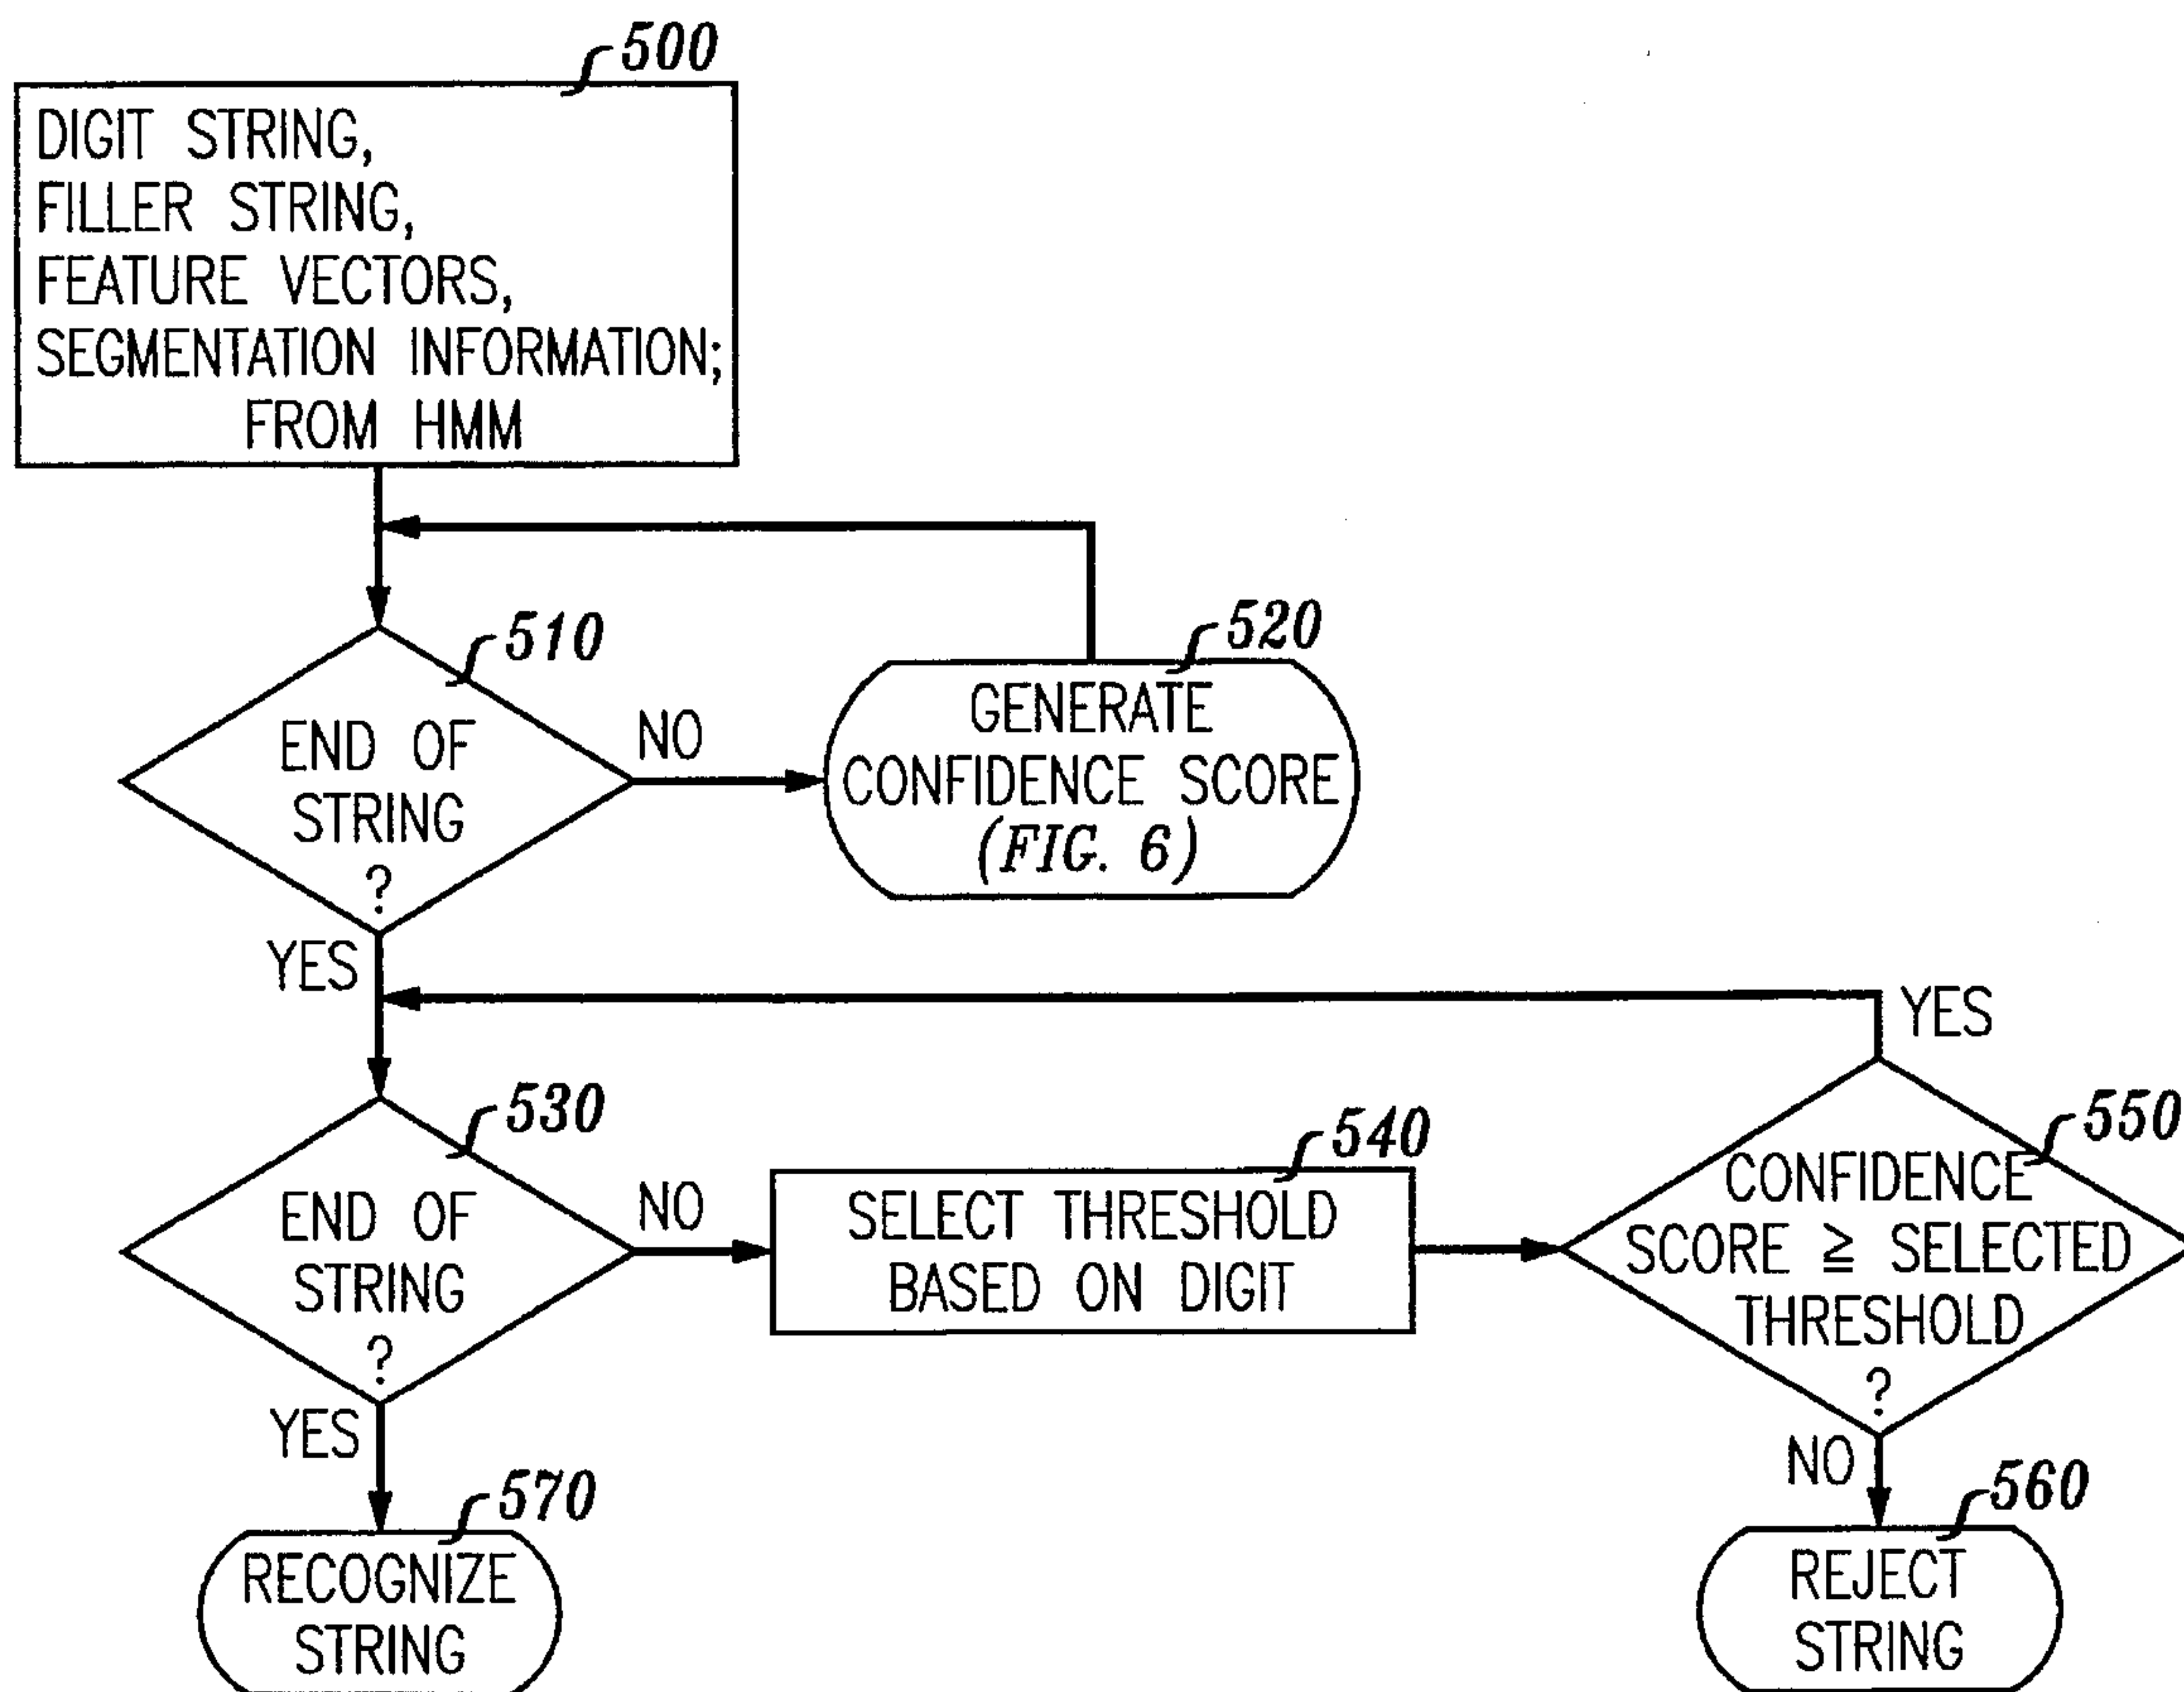 500
DIGIT STRING,
FILLER STRING,
FEATURE VECTORS,
SEGMENTATION INFORMATION;
FROM HMM
510
END OF
STRING
?
NO
520
GENERATE
CONFIDENCE SCORE
(FIG. 6)
YES
530
END OF
STRING
?
NO
540
SELECT THRESHOLD
BASED ON DIGIT
YES
550
CONFIDENCE
SCORE ≧ SELECTED
THRESHOLD
?
NO
560
REJECT
STRING
YES
570
RECOGNIZE
STRING